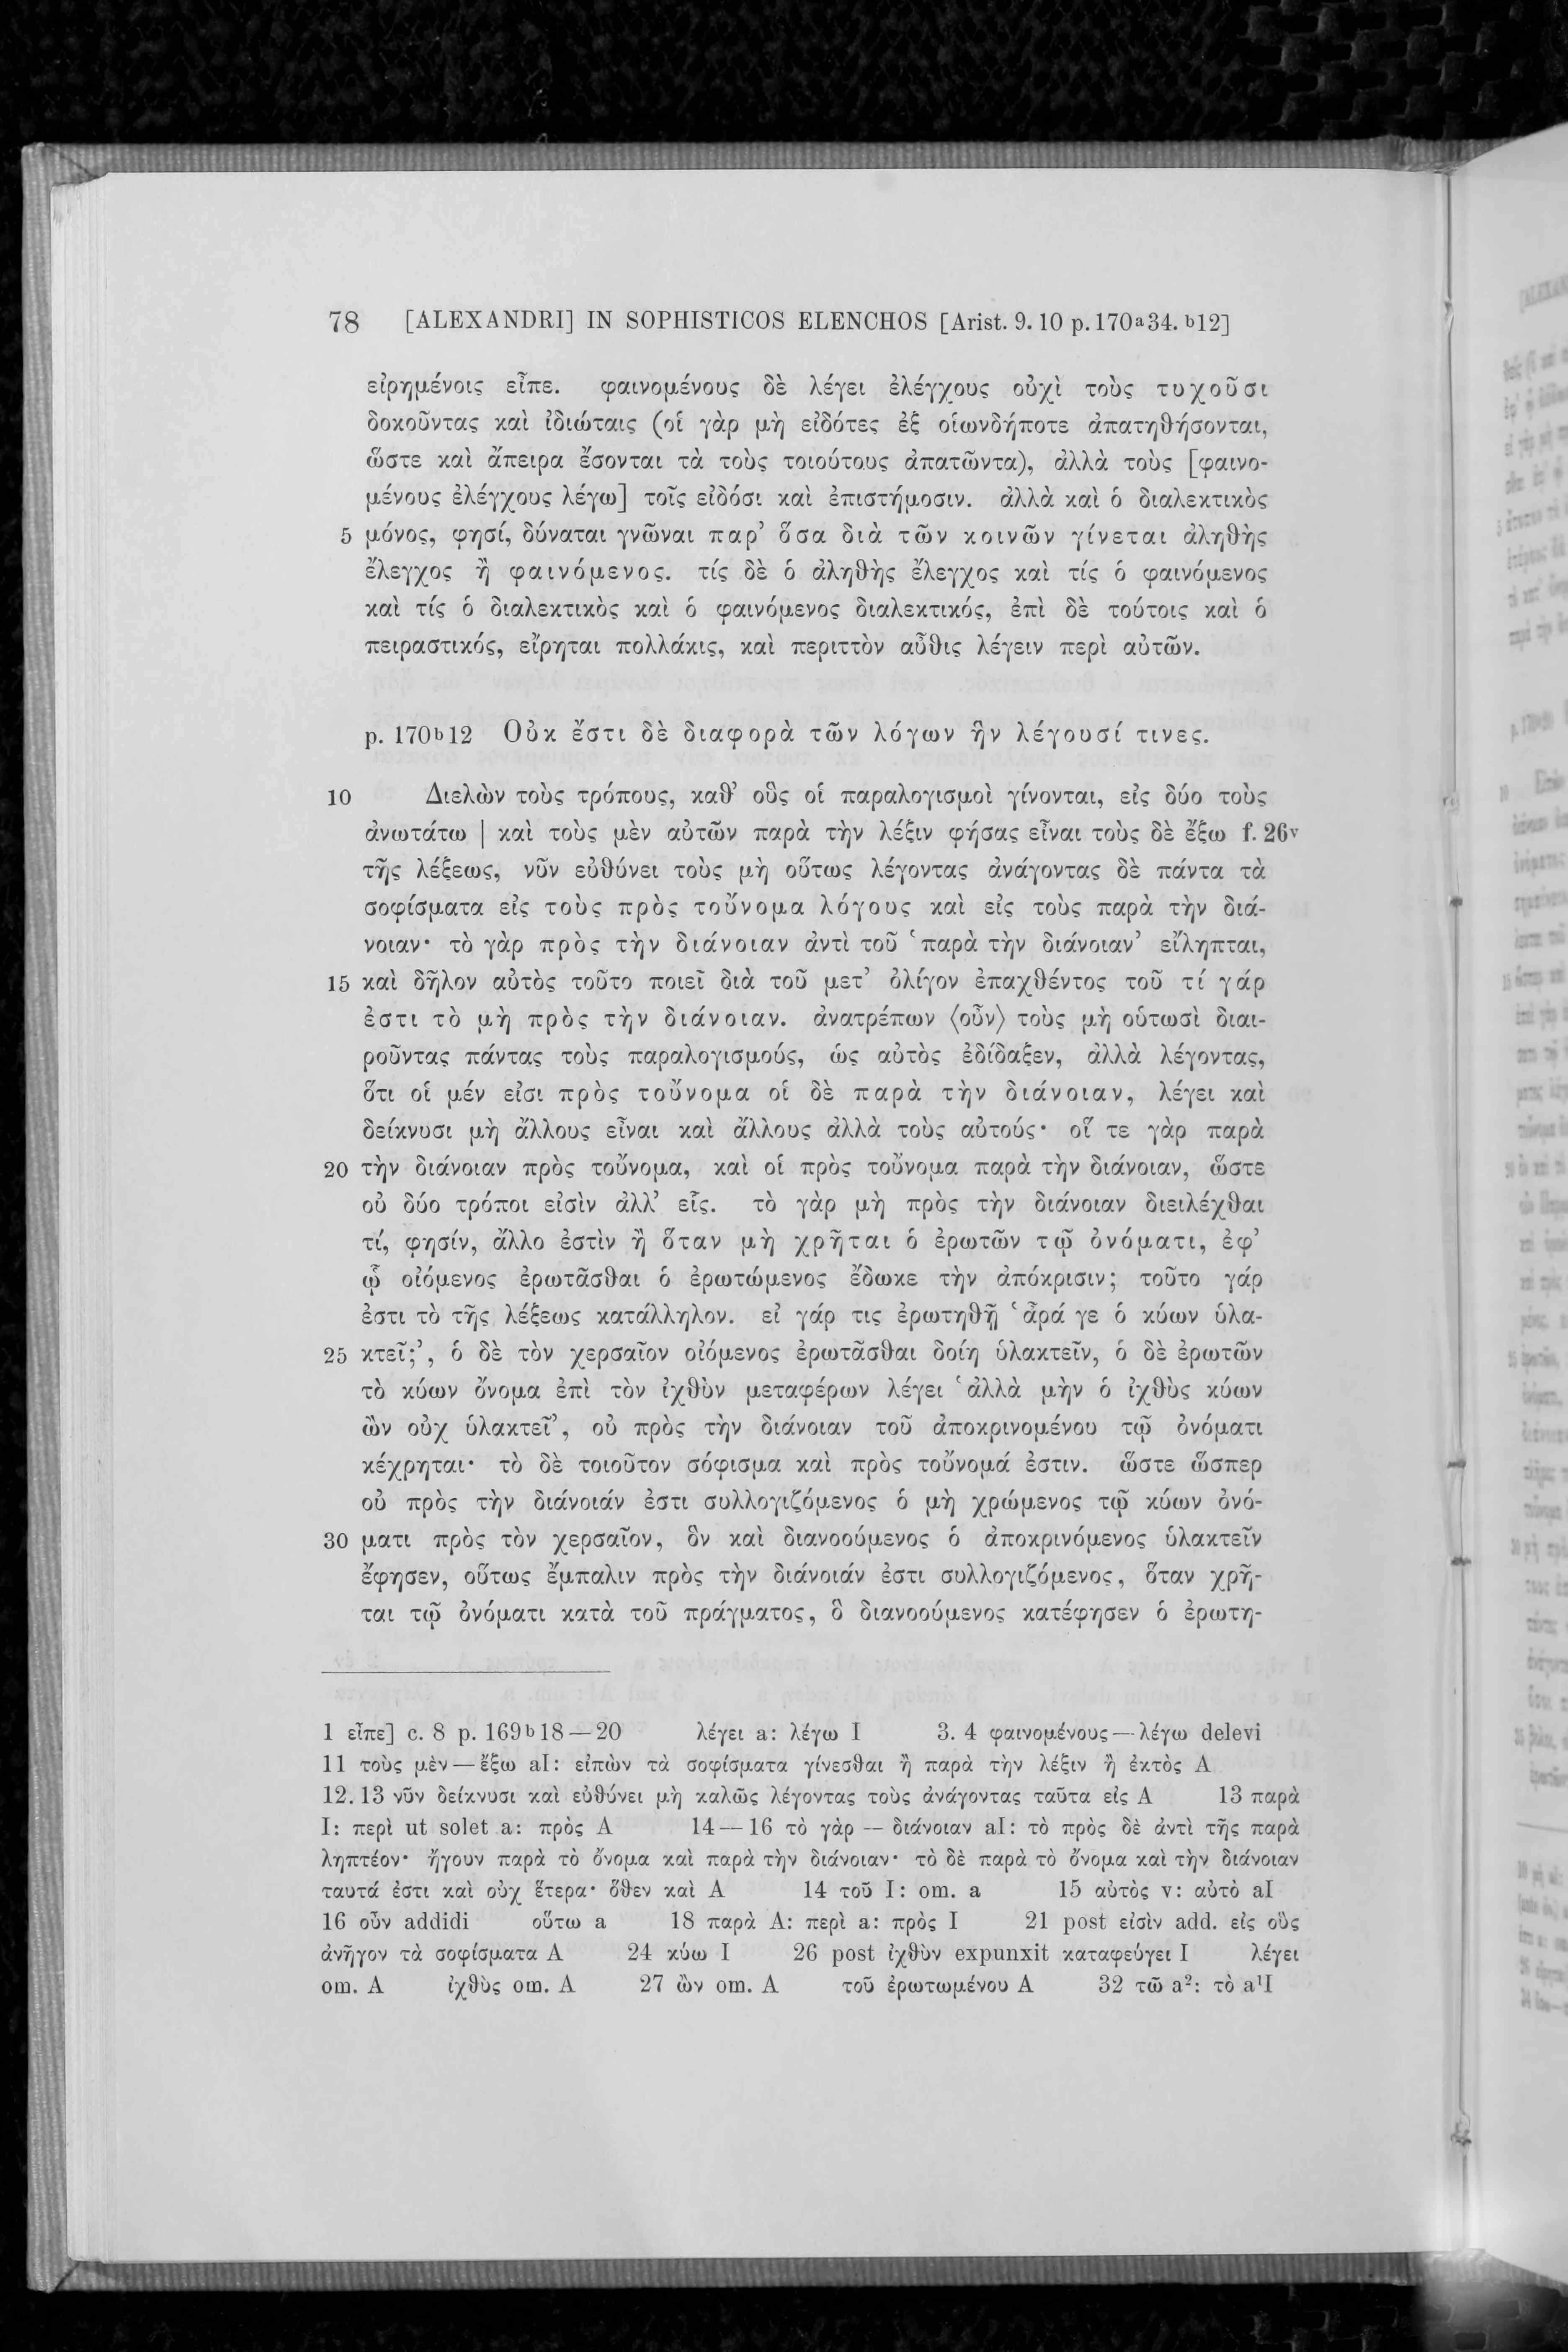 78 [ALEXANDRI] IN SOPHISTICOS ELENCHOS [Arist. 9. 10 p. 170a34. b12]
εἰρημένοις εἶπε. φαινομένους δὲ λέγει ἐλέγχους οὐχὶ τοὺς τυχοῦσι
δοκοῦντας καὶ ἰδιώταις (οἱ γὰρ μὴ εἰδότες ἐξ οἱωνδήποτε ἀπατηθήσονται,
ὥστε καὶ ἄπειρα ἔσονται τὰ τοὺς τοιούτους ἀπατῶντα), ἀλλὰ τοὺς [φαινο-
μένους ἐλέγχους λέγω] τοῖς εἰδόσι καὶ ἐπιστήμοσιν. ἀλλὰ καὶ ὁ διαλεκτικὸς
5 μόνος, φησί, δύναται γνῶναι παρ’ ὅσα διὰ τῶν κοινῶν γίνεται ἀληθὴς
ἔλεγχος ἢ φαινόμενος. τίς δὲ ὁ ἀληθὴς ἔλεγχος καὶ τίς ὁ φαινόμενος
καὶ τίς ὁ διαλεκτικὸς καὶ ὁ φαινόμενος διαλεκτικός, ἐπὶ δὲ τούτοις καὶ ὁ
πειραστικός, εἴρηται πολλάκις, καὶ περιττὸν αὖθις λέγειν περὶ αὐτῶν.
p. 170b12 Οὐκ ἔστι δὲ διαφορὰ τῶν λόγων ἣν λέγουσί τινες.
10 Διελὼν τοὺς τρόπους, καθ’ οὓς οἱ παραλογισμοὶ γίνονται, εἰς δύο τοὺς
ἀνωτάτω | καὶ τοὺς μὲν αὐτῶν παρὰ τὴν λέξιν φήσας εἶναι τοὺς δὲ ἔξω f. 26v
τῆς λέξεως, νῦν εὐθύνει τοὺς μὴ οὕτως λέγοντας ἀνάγοντας δὲ πάντα τὰ
σοφίσματα εἰς τοὺς πρὸς τοὔνομα λόγους καὶ εἰς τοὺς παρὰ τὴν διά-
νοιαν· τὸ γὰρ πρὸς τὴν διάνοιαν ἀντὶ τοῦ ‘παρὰ τὴν διάνοιαν’ εἴληπται,
15 καὶ δῆλον αὐτὸς τοῦτο ποιεῖ διὰ τοῦ μετ’ ὀλίγον ἐπαχθέντος τοῦ τί γάρ
ἐστι τὸ μὴ πρὸς τὴν διάνοιαν. ἀνατρέπων ⟨οὖν⟩ τοὺς μὴ οὑτωσὶ διαι-
ροῦντας πάντας τοὺς παραλογισμούς, ὡς αὐτὸς ἐδίδαξεν, ἀλλὰ λέγοντας,
ὅτι οἱ μέν εἰσι πρὸς τοὔνομα οἱ δὲ παρὰ τὴν διάνοιαν, λέγει καὶ
δείκνυσι μὴ ἄλλους εἶναι καὶ ἄλλους ἀλλὰ τοὺς αὐτούς· οἵ τε γὰρ παρὰ
20 τὴν διάνοιαν πρὸς τοὔνομα, καὶ οἱ πρὸς τοὔνομα παρὰ τὴν διάνοιαν, ὥστε
οὐ δύο τρόποι εἰσὶν ἀλλ’ εἷς. τὸ γὰρ μὴ πρὸς τὴν διάνοιαν διειλέχθαι
τί, φησίν, ἄλλο ἐστὶν ἢ ὅταν μὴ χρῆται ὁ ἐρωτῶν τῷ ὀνόματι, ἐφ’
ᾧ οἰόμενος ἐρωτᾶσθαι ὁ ἐρωτώμενος ἔδωκε τὴν ἀπόκρισιν; τοῦτο γάρ
ἐστι τὸ τῆς λέξεως κατάλληλον. εἰ γάρ τις ἐρωτηθῇ ‘ἆρά γε ὁ κύων ὑλα-
25 κτεῖ;’, ὁ δὲ τὸν χερσαῖον οἰόμενος ἐρωτᾶσθαι δοίη ὑλακτεῖν, ὁ δὲ ἐρωτῶν
τὸ κύων ὄνομα ἐπὶ τὸν ἰχθὺν μεταφέρων λέγει ‘ἀλλὰ μὴν ὁ ἰχθὺς κύων
ὢν οὐχ ὑλακτεῖ’, οὐ πρὸς τὴν διάνοιαν τοῦ ἀποκρινομένου τῷ ὀνόματι
κέχρηται· τὸ δὲ τοιοῦτον σόφισμα καὶ πρὸς τοὔνομά ἐστιν. ὥστε ὥσπερ
οὐ πρὸς τὴν διάνοιάν ἐστι συλλογιζόμενος ὁ μὴ χρώμενος τῷ κύων ὀνό-
30 ματι πρὸς τὸν χερσαῖον, ὃν καὶ διανοούμενος ὁ ἀποκρινόμενος ὑλακτεῖν
ἔφησεν, οὕτως ἔμπαλιν πρὸς τὴν διάνοιάν ἐστι συλλογιζόμενος, ὅταν χρῆ-
ται τῷ ὀνόματι κατὰ τοῦ πράγματος, ὃ διανοούμενος κατέφησεν ὁ ἐρωτη-
1 εἶπε] c. 8 p. 169b18—20 λέγει a: λέγω I 3. 4 φαινομένους—λέγω delevi
11 τοὺς μὲν—ἔξω aI: εἰπὼν τὰ σοφίσματα γίνεσθαι ἢ παρὰ τὴν λέξιν ἢ ἐκτὸς A
12. 13 νῦν δείκνυσι καὶ εὐθύνει μὴ καλῶς λέγοντας τοὺς ἀνάγοντας ταῦτα εἰς A 13 παρὰ
I: περὶ ut solet a: πρὸς A 14—16 τὸ γὰρ — διάνοιαν aI: τὸ πρὸς δὲ ἀντὶ τῆς παρὰ
ληπτέον· ἤγουν παρὰ τὸ ὄνομα καὶ παρὰ τὴν διάνοιαν· τὸ δὲ παρὰ τὸ ὄνομα καὶ τὴν διάνοιαν
ταυτά ἐστι καὶ οὐχ ἕτερα· ὅθεν καὶ A 14 τοῦ I: om. a 15 αὐτὸς v: αὐτὸ aI
16 οὖν addidi οὕτω a 18 παρὰ A: περὶ a: πρὸς I 21 post εἰσὶν add. εἰς οὓς
ἀνῆγον τὰ σοφίσματα A 24 κύω I 26 post ἰχθὺν expunxit καταφεύγει I λέγει
om. A ἰχθὺς om. A 27 ὢν om. A τοῦ ἐρωτωμένου A 32 τῶ a2: τὸ a1I